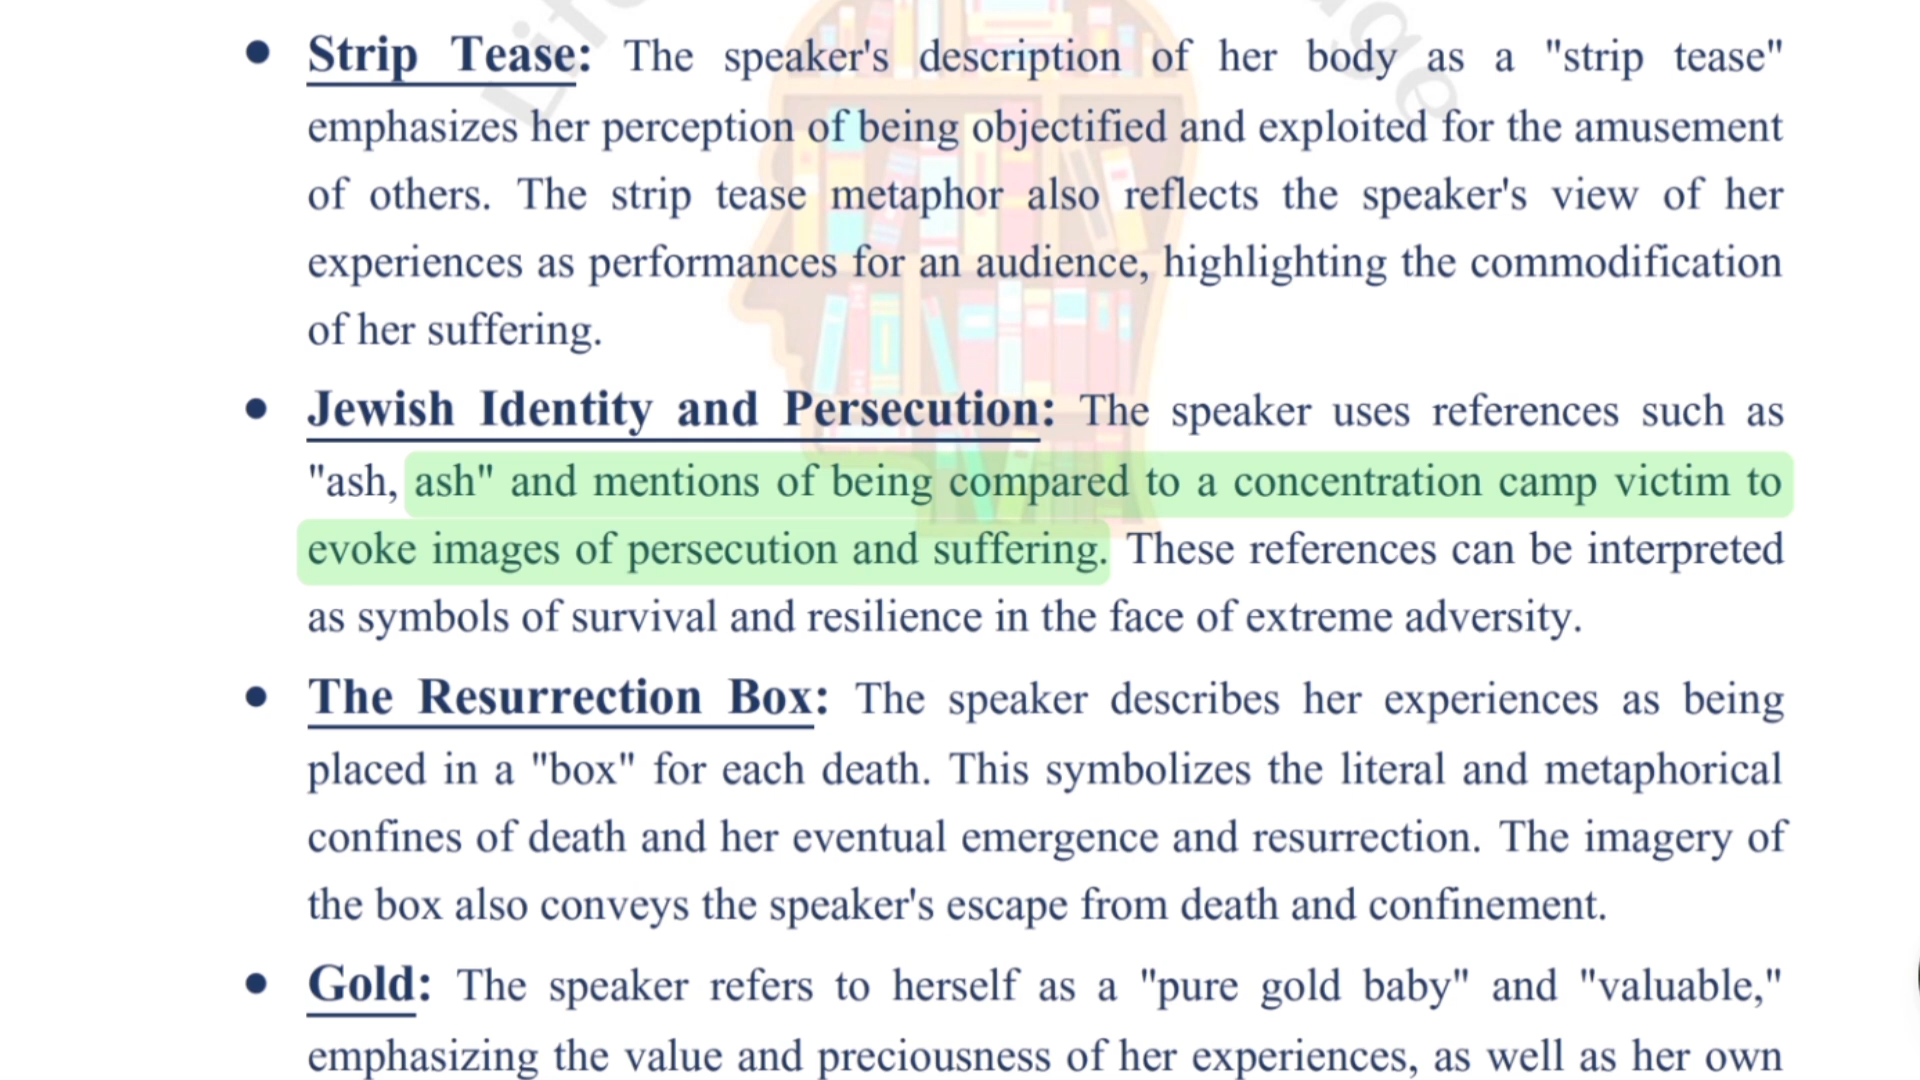 • Strip Tease: The speaker's description of her body as a "strip tease"
emphasizes her perception of being objectified and exploited for the amusement
of others. The strip tease metaphor also reflects the speaker's view of her
experiences as performances for an audience, highlighting the commodification
of her suffering.
• Jewish Identity and Persecution: The speaker uses references such as
"ash, ash" and mentions of being compared to a concentration camp victim to
evoke images of persecution and suffering. These references can be interpreted
as symbols of survival and resilience in the face of extreme adversity.
• The Resurrection Box: The speaker describes her experiences as being
placed in a "box" for each death. This symbolizes the literal and metaphorical
confines of death and her eventual emergence and resurrection. The imagery of
the box also conveys the speaker's escape from death and confinement.
• Gold: The speaker refers to herself as a "pure gold baby" and "valuable,"
emphasizing the value and preciousness of her experiences, as well as her own